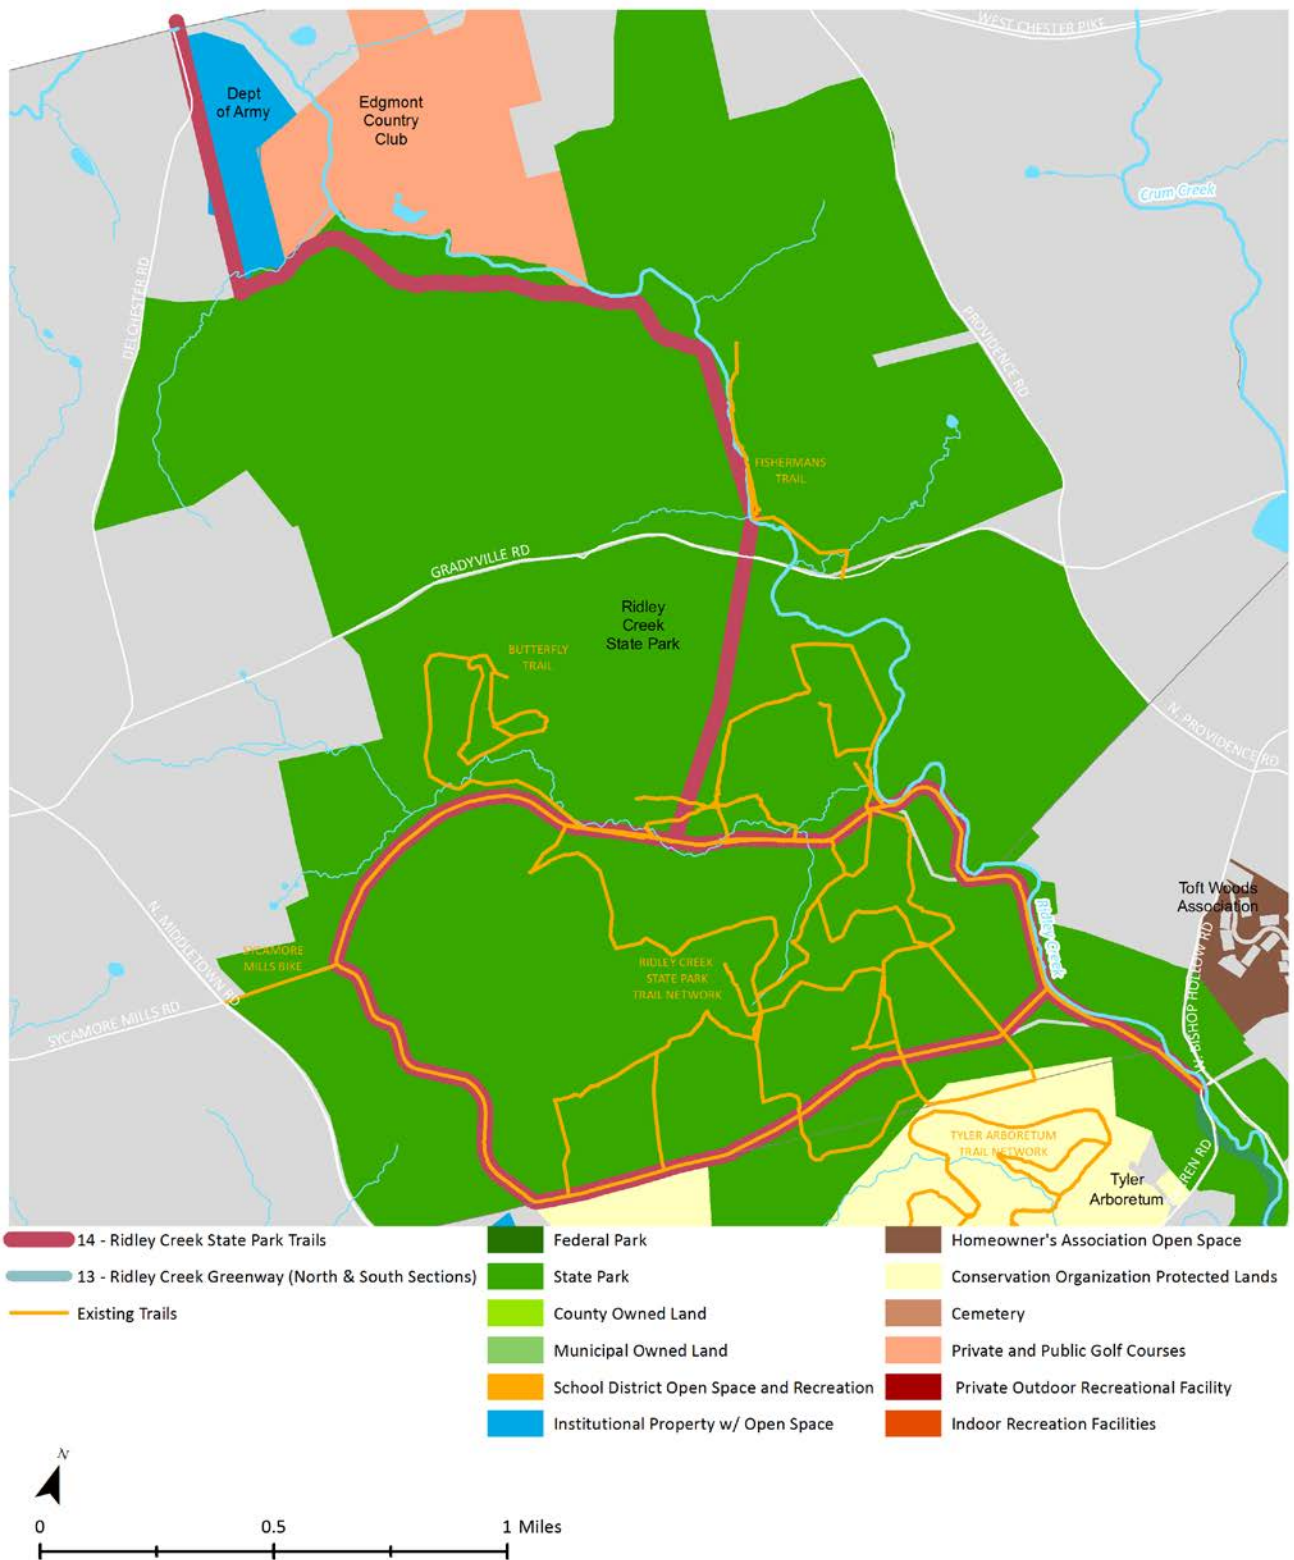 WEST CHESTER PIKE
Dept
of Army
Edgmont
Country
Club
Crum Creek
DELCHESTER RD
PROVIDENCE RD
FISHERMANS
TRAIL
GRADYVILLE RD
Ridley
Creek
State Park
BUTTERFLY
TRAIL
N. PROVIDENCE RD
Toft Woods
Association
N. MIDDLETOWN RD
SYCAMORE
MILLS BIKE
Ridley Creek
RIDLEY CREEK
STATE PARK
TRAIL NETWORK
W. BISHOP HOLLOW RD
SYCAMORE MILLS RD
TYLER ARBORETUM
TRAIL NETWORK
REN RD
Tyler
Arboretum
14 - Ridley Creek State Park Trails
13 - Ridley Creek Greenway (North & South Sections)
Existing Trails
Federal Park
State Park
County Owned Land
Municipal Owned Land
School District Open Space and Recreation
Institutional Property w/ Open Space
Homeowner's Association Open Space
Conservation Organization Protected Lands
Cemetery
Private and Public Golf Courses
Private Outdoor Recreational Facility
Indoor Recreation Facilities
N
0 0.5 1 Miles